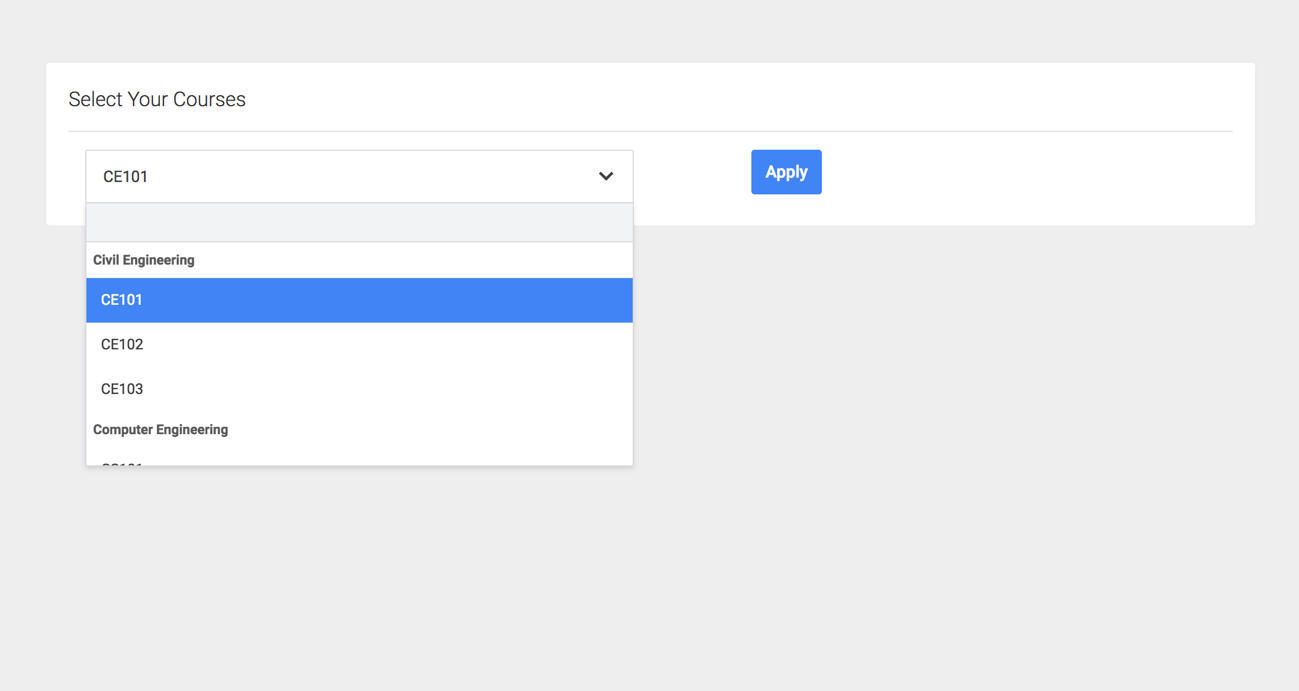 Select Your Courses
CE101
Apply
Civil Engineering
CE101
CE102
CE103
Computer Engineering